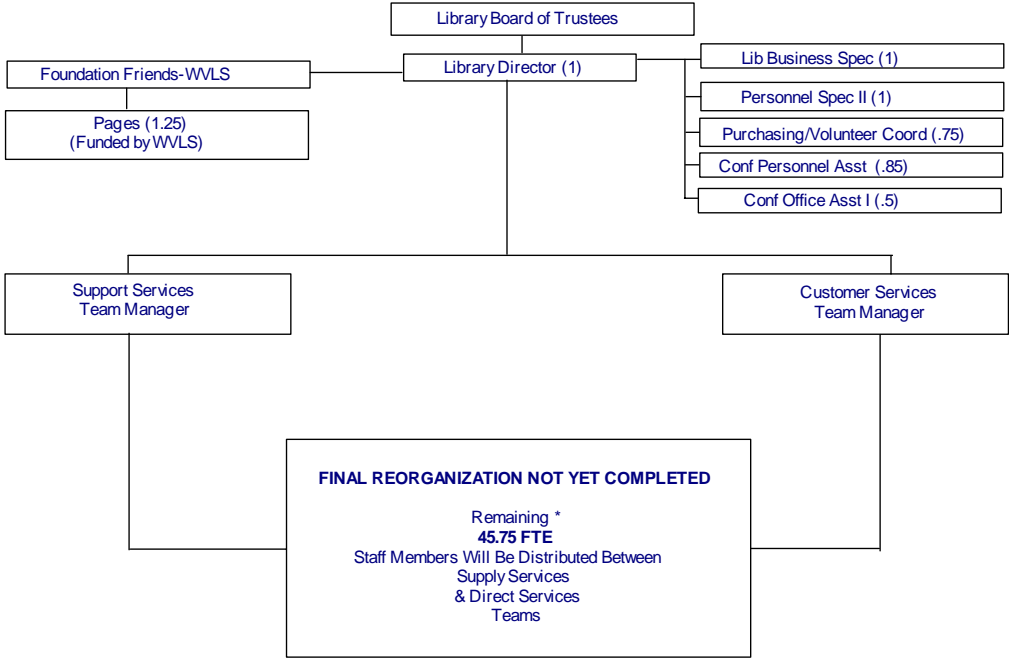 Library Board of Trustees
Library Director (1)
Foundation Friends-WVLS
Pages (1.25)
(Funded by WVLS)
Lib Business Spec (1)
Personnel Spec II (1)
Purchasing/Volunteer Coord (.75)
Conf Personnel Asst (.85)
Conf Office Asst I (.5)
Support Services
Team Manager
Customer Services
Team Manager
FINAL REORGANIZATION NOT YET COMPLETED
Remaining *
45.75 FTE
Staff Members Will Be Distributed Between
Supply Services
& Direct Services
Teams